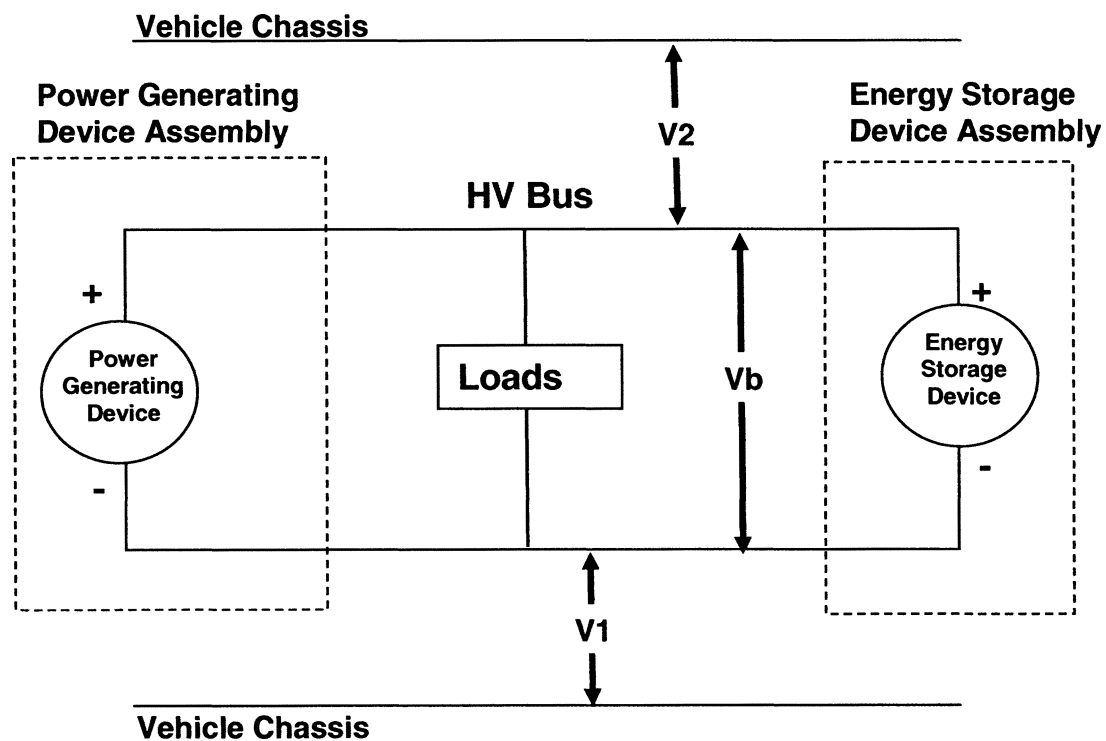 Vehicle Chassis
Power Generating
Device Assembly
Energy Storage
Device Assembly
V2
HV Bus
+
+
Power
Generating
Device
Loads
Vb
Energy
Storage
Device
-
-
V1
Vehicle Chassis